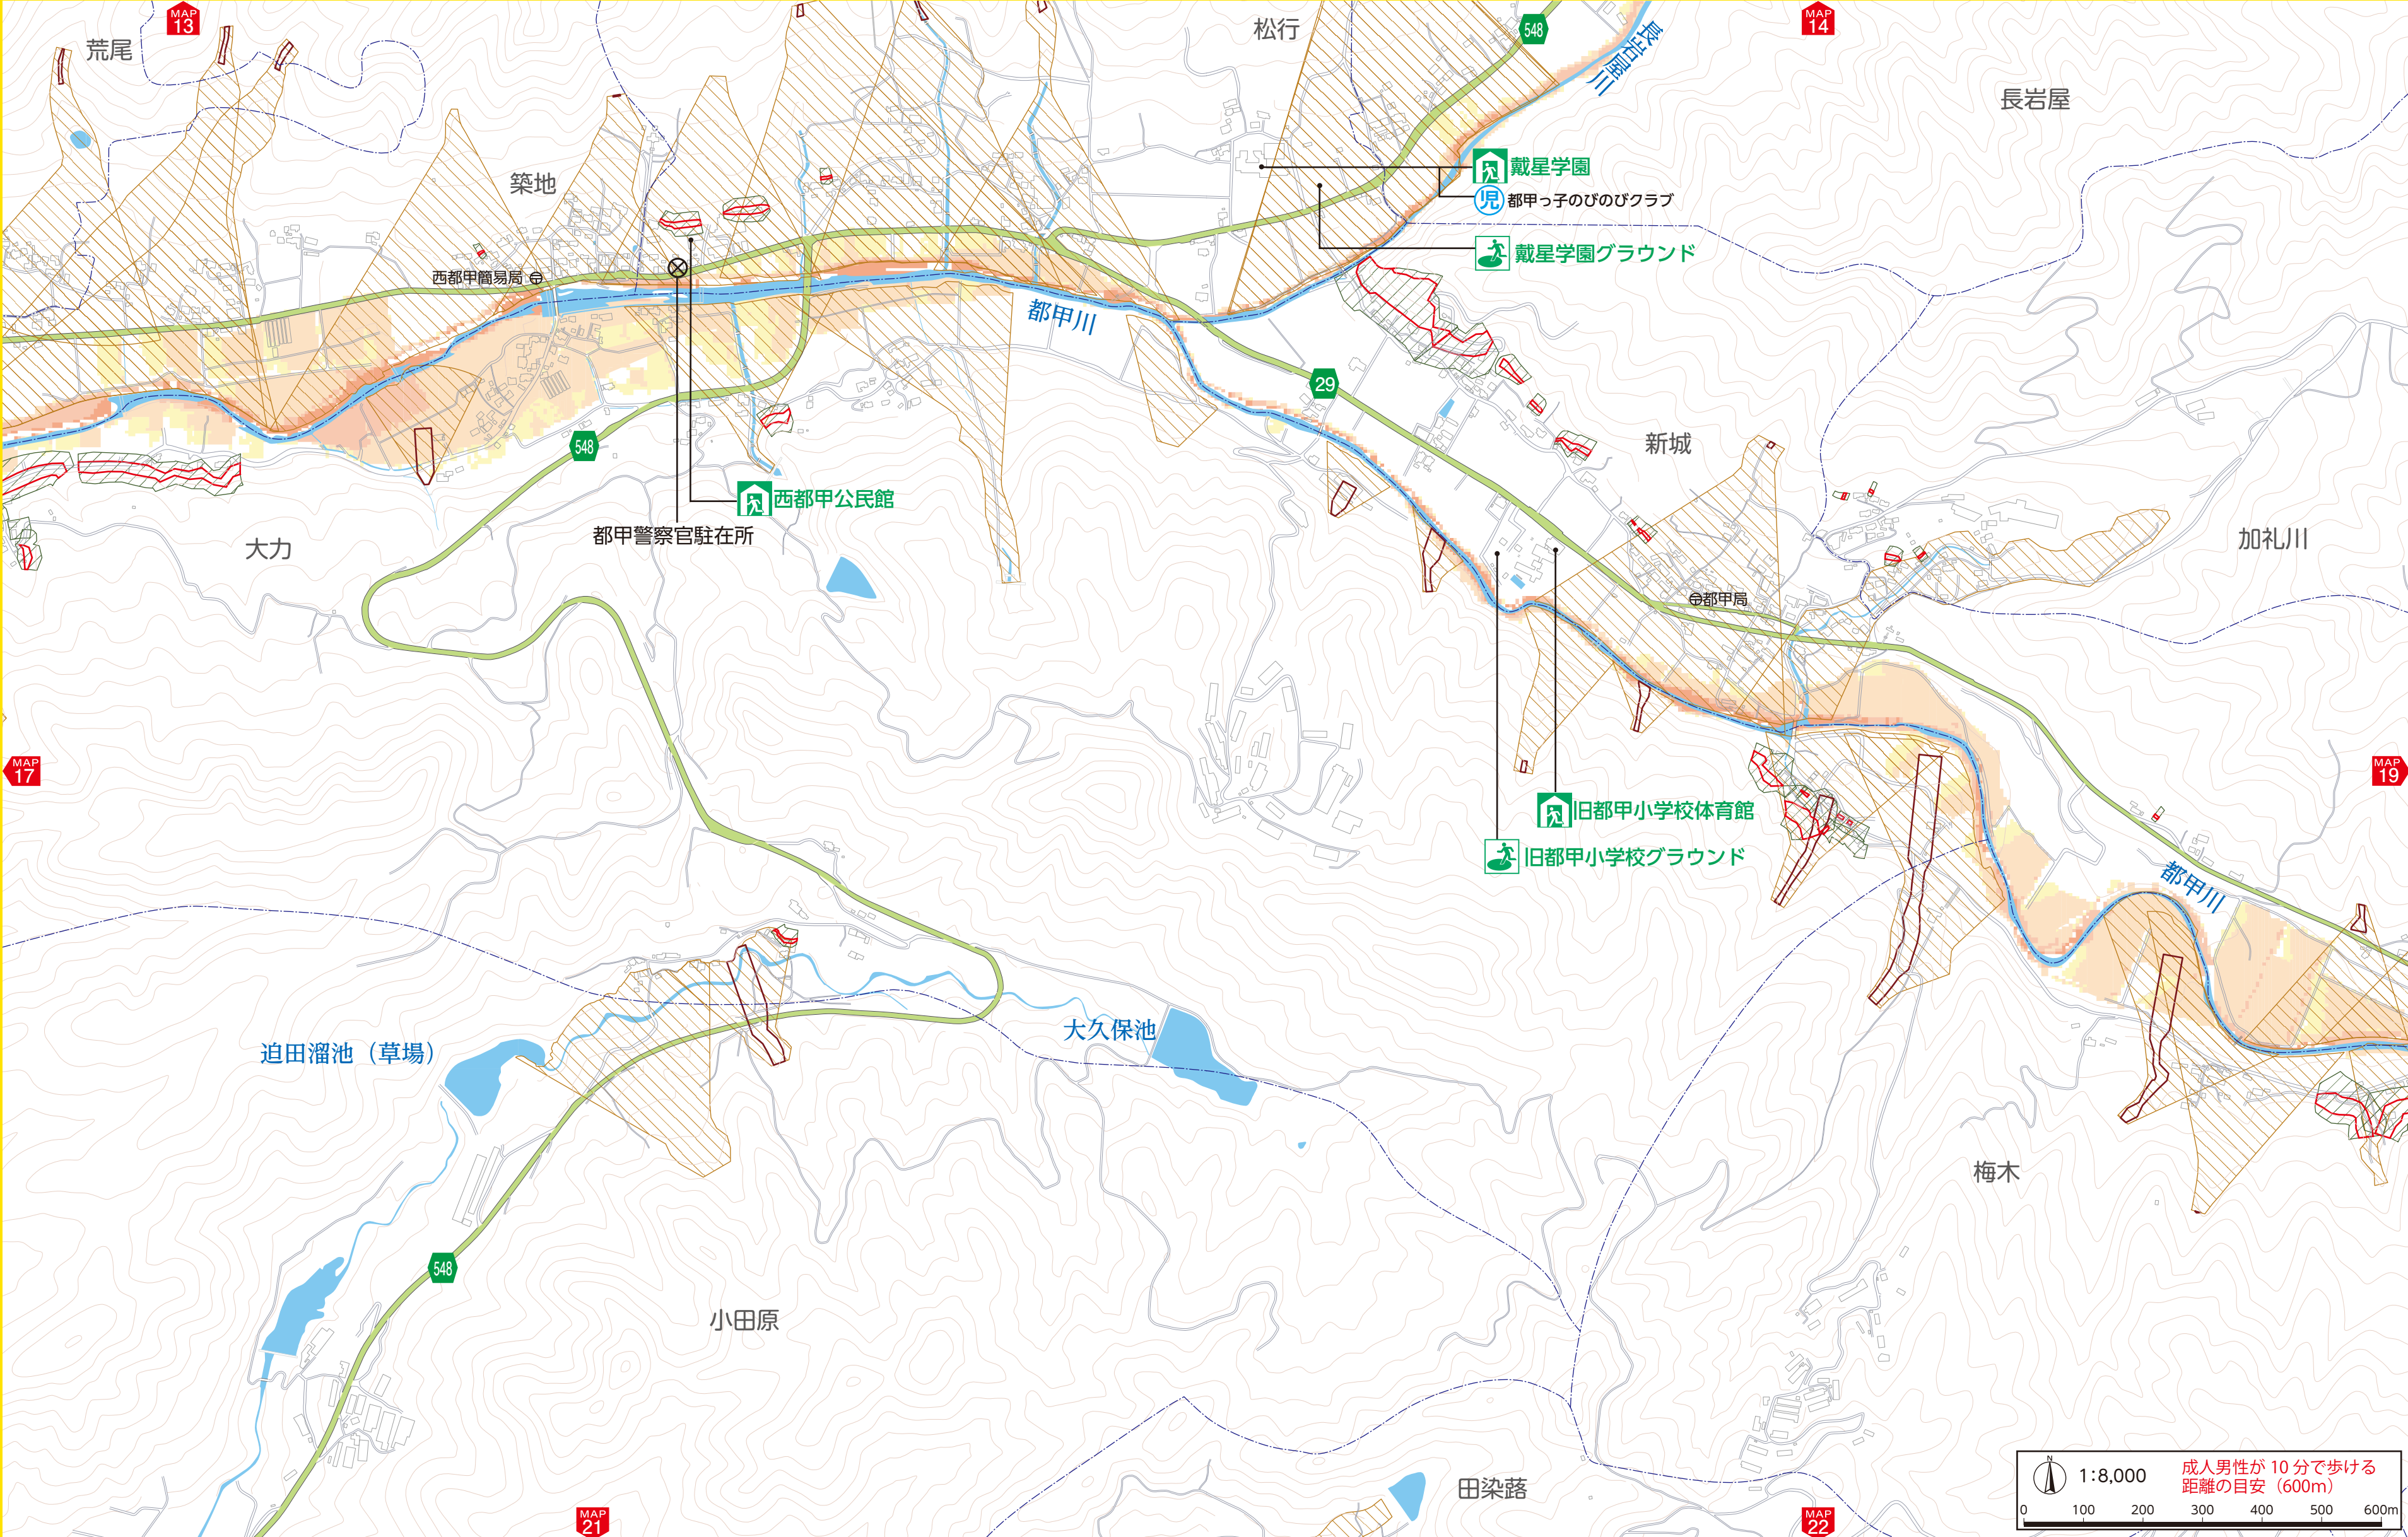 MAP
13
MAP
14
荒尾
松行
548
長岩屋川
長岩屋
戴星学園
児 都甲っ子のびのびクラブ
築地
戴星学園グラウンド
西都甲簡易局
都甲川
29
548
新城
西都甲公民館
都甲警察官駐在所
大力
加礼川
都甲局
MAP
17
MAP
19
旧都甲小学校体育館
旧都甲小学校グラウンド
都甲川
大久保池
迫田溜池（草場）
梅木
548
小田原
田染蕗
MAP
21
MAP
22
N
1:8,000
成人男性が 10 分で歩ける
距離の目安（600m）
0 100 200 300 400 500 600m